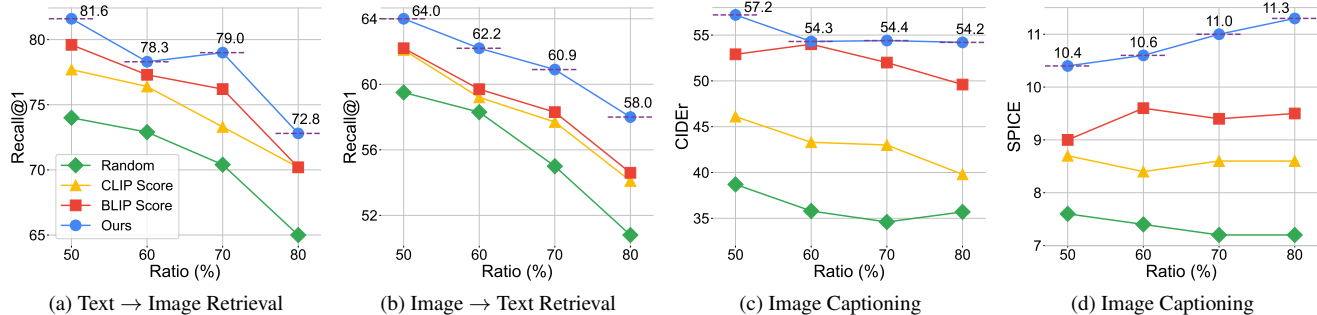 81.6
78.3
79.0
72.8
80
75
70
65
Recall@1
Random
CLIP Score
BLIP Score
Ours
50 60 70 80
Ratio (%)
(a) Text → Image Retrieval
64.0
62.2
60.9
58.0
64
60
56
52
Recall@1
50 60 70 80
Ratio (%)
(b) Image → Text Retrieval
57.2
54.3
54.4
54.2
55
50
45
40
35
CIDEr
50 60 70 80
Ratio (%)
(c) Image Captioning
10.4
10.6
11.0
11.3
11
10
9
8
7
SPICE
50 60 70 80
Ratio (%)
(d) Image Captioning